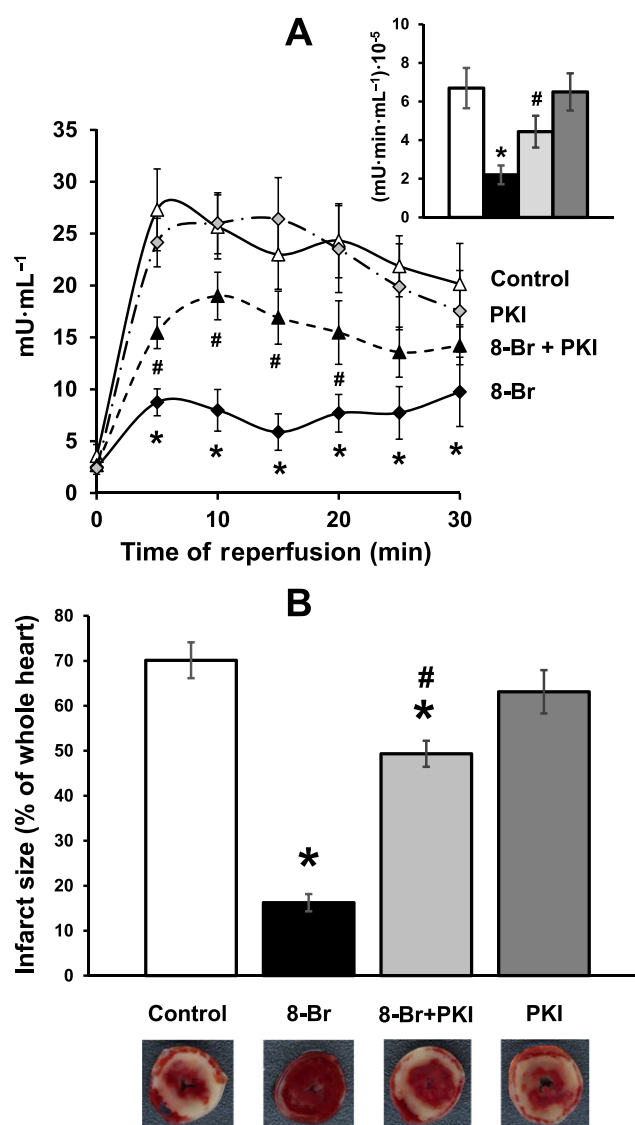 A
(mU·min·mL⁻¹)·10⁻⁵
10
8
6
4
2
0
*
#
mU·mL⁻¹
35
30
25
20
15
10
5
0
Control
PKI
8-Br + PKI
8-Br
# # # #
* * * * * *
0 10 20 30
Time of reperfusion (min)
B
Infarct size (% of whole heart)
80
70
60
50
40
30
20
10
0
#
*
*
Control 8-Br 8-Br+PKI PKI